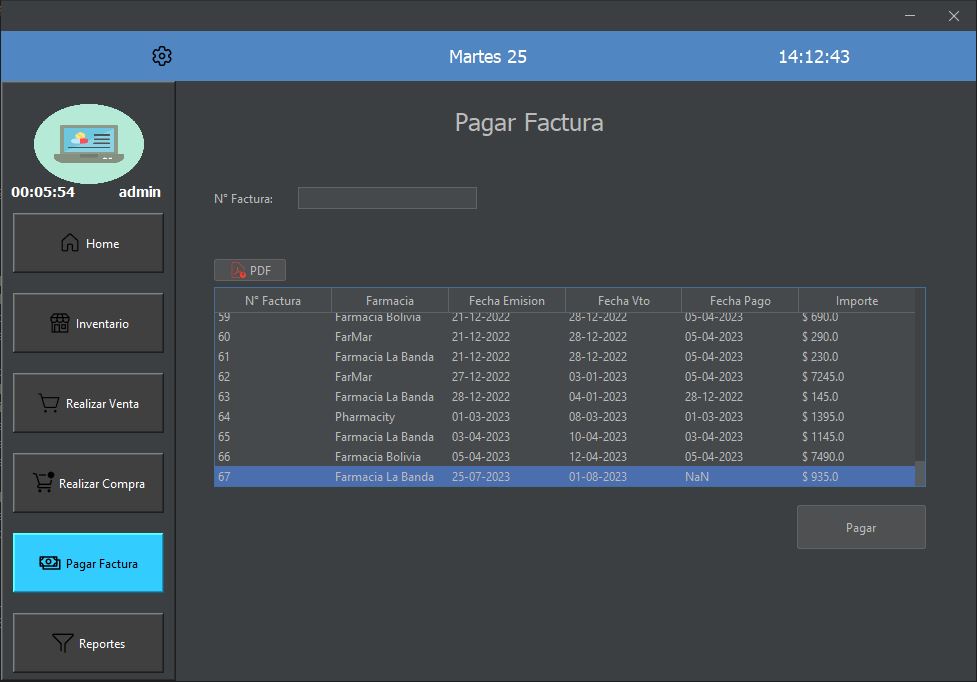 Martes 25 14:12:43
00:05:54 admin
Home
Inventario
Realizar Venta
Realizar Compra
Pagar Factura
Reportes
Pagar Factura
N° Factura:
PDF
N° Factura Farmacia Fecha Emision Fecha Vto Fecha Pago Importe
59 Farmacia Bolivia 21-12-2022 28-12-2022 05-04-2023 $ 690.0
60 FarMar 21-12-2022 28-12-2022 05-04-2023 $ 290.0
61 Farmacia La Banda 21-12-2022 28-12-2022 05-04-2023 $ 230.0
62 FarMar 27-12-2022 03-01-2023 05-04-2023 $ 7245.0
63 Farmacia La Banda 28-12-2022 04-01-2023 28-12-2022 $ 145.0
64 Pharmacity 01-03-2023 08-03-2023 01-03-2023 $ 1395.0
65 Farmacia La Banda 03-04-2023 10-04-2023 03-04-2023 $ 1145.0
66 Farmacia Bolivia 05-04-2023 12-04-2023 05-04-2023 $ 7490.0
67 Farmacia La Banda 25-07-2023 01-08-2023 NaN $ 935.0
Pagar